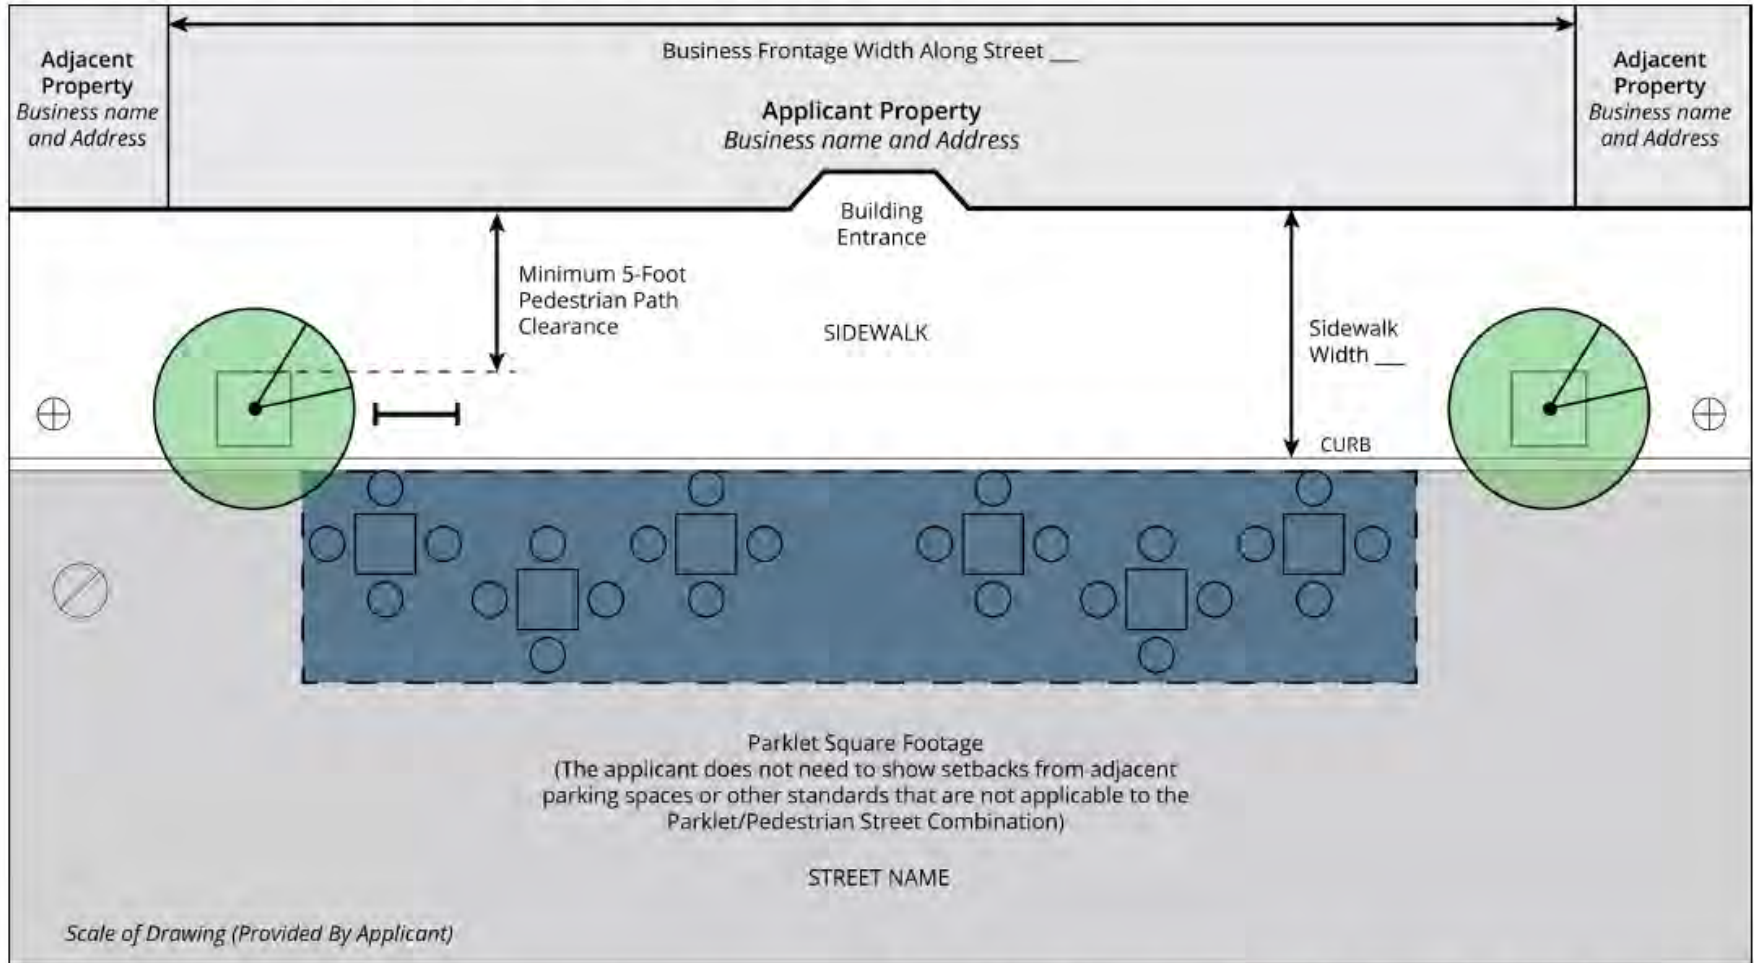 Business Frontage Width Along Street ___
Adjacent
Property
Business name
and Address
Applicant Property
Business name and Address
Adjacent
Property
Business name
and Address
Building
Entrance
Minimum 5-Foot
Pedestrian Path
Clearance
SIDEWALK
Sidewalk
Width ___
CURB
Parklet Square Footage
(The applicant does not need to show setbacks from adjacent
parking spaces or other standards that are not applicable to the
Parklet/Pedestrian Street Combination)
STREET NAME
Scale of Drawing (Provided By Applicant)